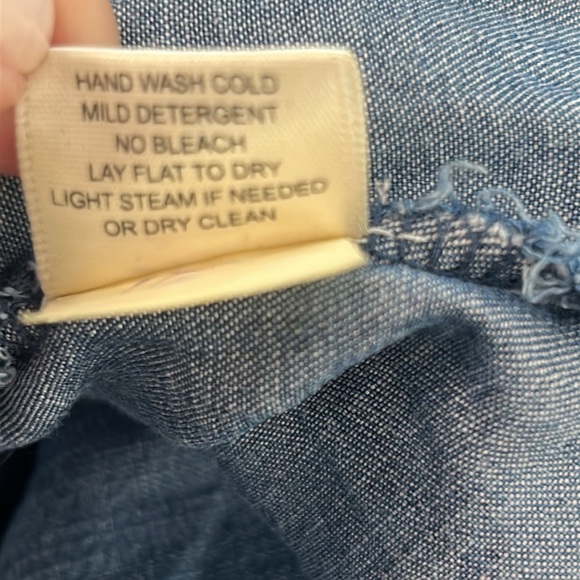 HAND WASH COLD
MILD DETERGENT
NO BLEACH
LAY FLAT TO DRY
LIGHT STEAM IF NEEDED
OR DRY CLEAN